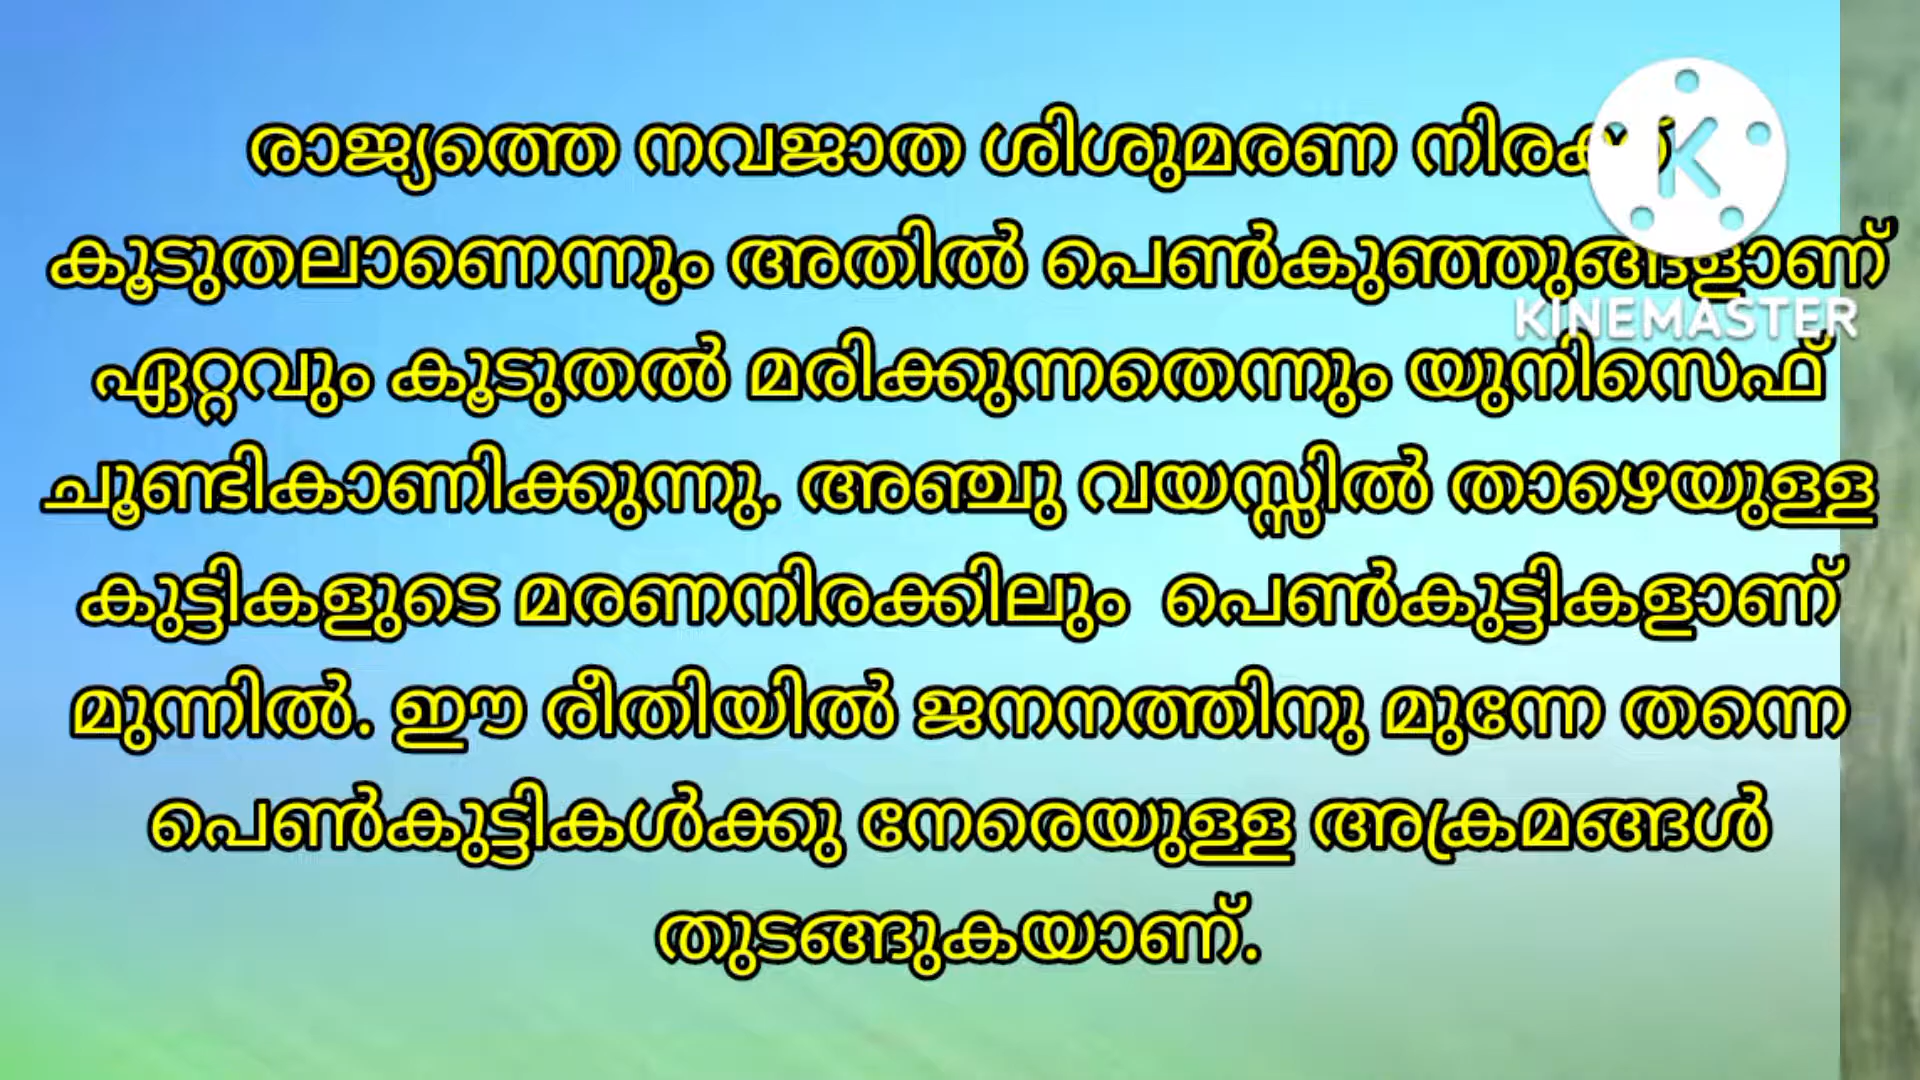 രാജ്യത്തെ നവജാത ശിശുമരണ നിരക്ക്
കൂടുതലാണെന്നും അതിൽ പെൺകുഞ്ഞുങ്ങളാണ്
KINEMASTER
ഏറ്റവും കൂടുതൽ മരിക്കുന്നതെന്നും യുനിസെഫ്
ചൂണ്ടികാണിക്കുന്നു. അഞ്ചു വയസ്സിൽ താഴെയുള്ള
കുട്ടികളുടെ മരണനിരക്കിലും പെൺകുട്ടികളാണ്
മുന്നിൽ. ഈ രീതിയിൽ ജനനത്തിനു മുന്നേ തന്നെ
പെൺകുട്ടികൾക്കു നേരെയുള്ള അക്രമങ്ങൾ
തുടങ്ങുകയാണ്.